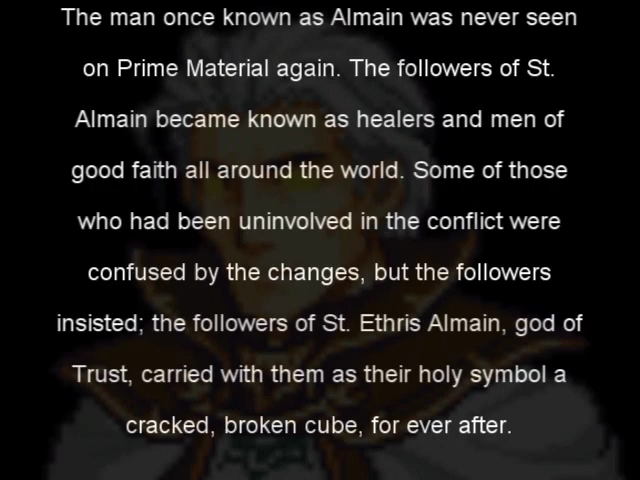 The man once known as Almain was never seen
on Prime Material again. The followers of St.
Almain became known as healers and men of
good faith all around the world. Some of those
who had been uninvolved in the conflict were
confused by the changes, but the followers
insisted; the followers of St. Ethris Almain, god of
Trust, carried with them as their holy symbol a
cracked, broken cube, for ever after.